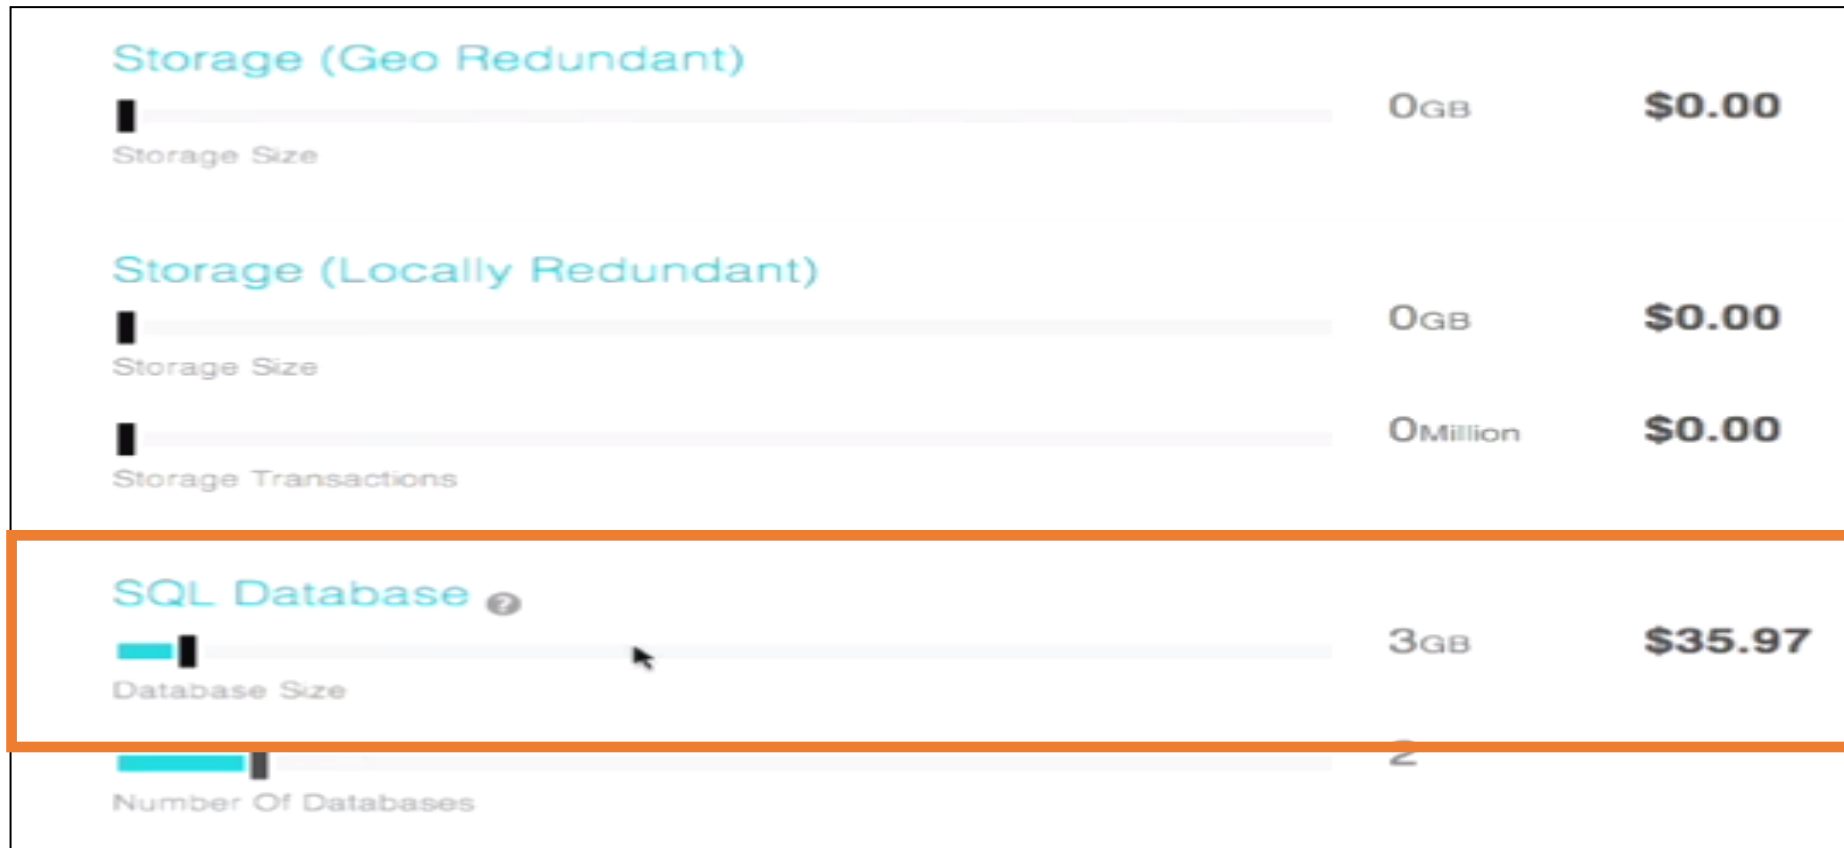 Storage (Geo Redundant)
0GB $0.00
Storage Size
Storage (Locally Redundant)
0GB $0.00
Storage Size
0Million $0.00
Storage Transactions
SQL Database ?
3GB $35.97
Database Size
2
Number Of Databases